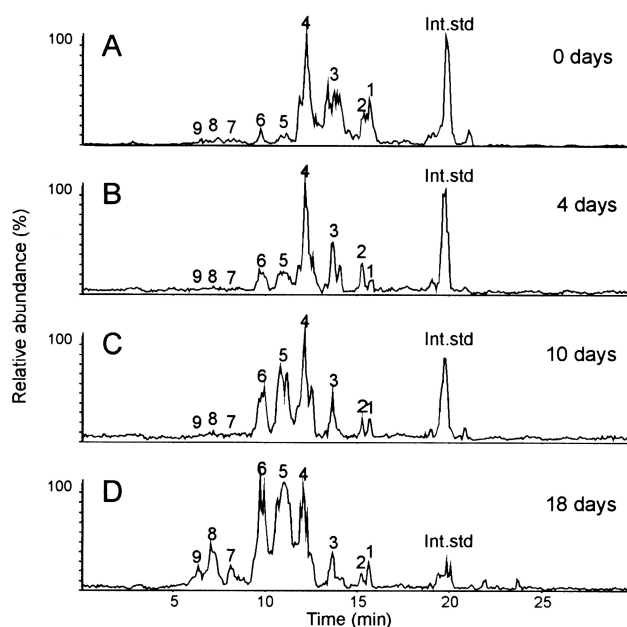 Relative abundance (%)
A
100
4
Int.std
0 days
9 8 7 6 5 3 2 1
B
100
4
Int.std
4 days
9 8 7 6 5 3 2 1
C
100
4
Int.std
10 days
9 8 7 6 5 3 2 1
D
100
6 5 4
Int.std
18 days
9 8 7 3 2 1
5 10 15 20 25
Time (min)